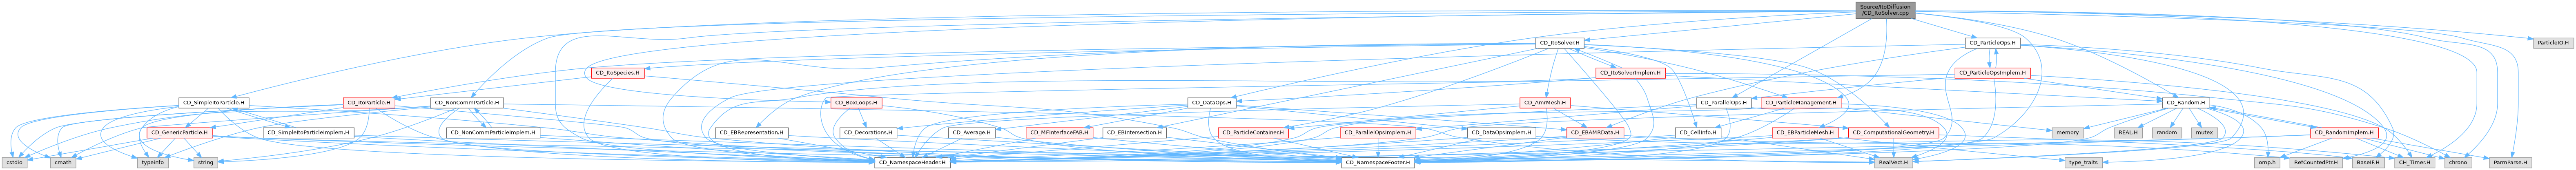 Source/ItoDiffusion
/CD_ItoSolver.cpp
CD_ItoSolver.H
CD_ParticleOps.H
ParticleIO.H
CD_ItoSpecies.H
CD_ItoSolverImplem.H
CD_ParticleOpsImplem.H
CD_SimpleItoParticle.H
CD_ItoParticle.H
CD_NonCommParticle.H
CD_BoxLoops.H
CD_DataOps.H
CD_AmrMesh.H
CD_ParallelOps.H
CD_ParticleManagement.H
CD_Random.H
CD_GenericParticle.H
CD_SimpleItoParticleImplem.H
CD_NonCommParticleImplem.H
CD_EBRepresentation.H
CD_Decorations.H
CD_Average.H
CD_MFInterfaceFAB.H
CD_EBIntersection.H
CD_ParticleContainer.H
CD_ParallelOpsImplem.H
CD_DataOpsImplem.H
CD_EBAMRData.H
CD_CellInfo.H
CD_EBParticleMesh.H
CD_ComputationalGeometry.H
memory
REAL.H
random
mutex
CD_RandomImplem.H
cstdio
cmath
typeinfo
string
CD_NamespaceHeader.H
CD_NamespaceFooter.H
RealVect.H
type_traits
omp.h
RefCountedPtr.H
BaseIF.H
CH_Timer.H
chrono
ParmParse.H